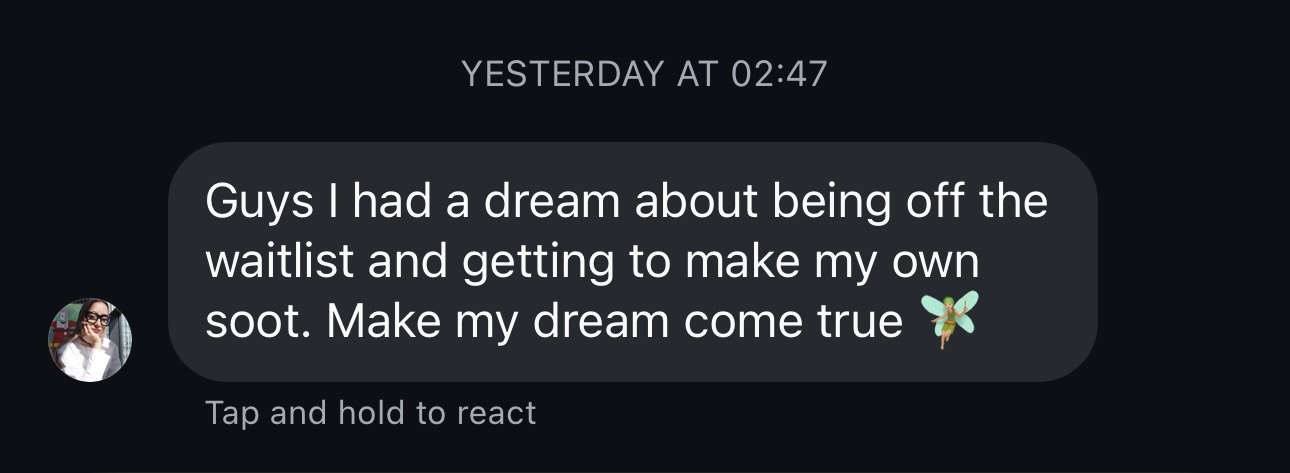 YESTERDAY AT 02:47
Guys I had a dream about being off the
waitlist and getting to make my own
soot. Make my dream come true 🧚
Tap and hold to react